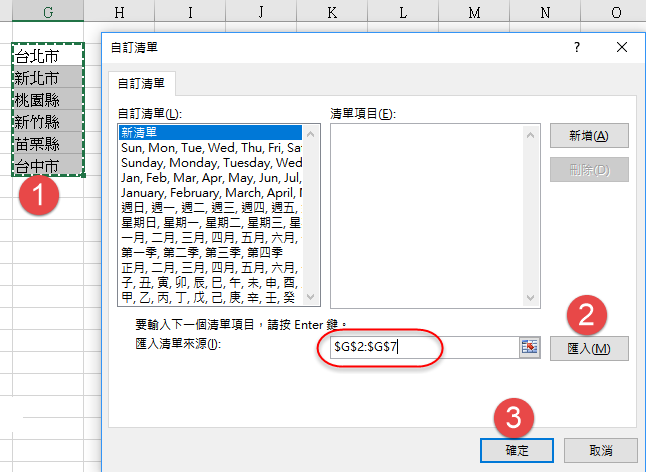 G H I J K L M N O
台北市
新北市
桃園縣
新竹縣
苗栗縣
台中市
1
自訂清單 ? ×
自訂清單
自訂清單(L): 清單項目(E):
新清單
Sun, Mon, Tue, Wed, Thu, Fri, Sat
Sunday, Monday, Tuesday, Wed
Jan, Feb, Mar, Apr, May, Jun, Jul,
January, February, March, April, M
週日, 週一, 週二, 週三, 週四, 週五,
星期日, 星期一, 星期二, 星期三, 星
一月, 二月, 三月, 四月, 五月, 六月,
第一季, 第二季, 第三季, 第四季
正月, 二月, 三月, 四月, 五月, 六月,
子, 丑, 寅, 卯, 辰, 巳, 午, 未, 申, 酉,
甲, 乙, 丙, 丁, 戊, 己, 庚, 辛, 壬, 癸
新增(A)
刪除(D)
要輸入下一個清單項目，請按 Enter 鍵。
匯入清單來源(I): $G$2:$G$7
2
匯入(M)
3
確定 取消